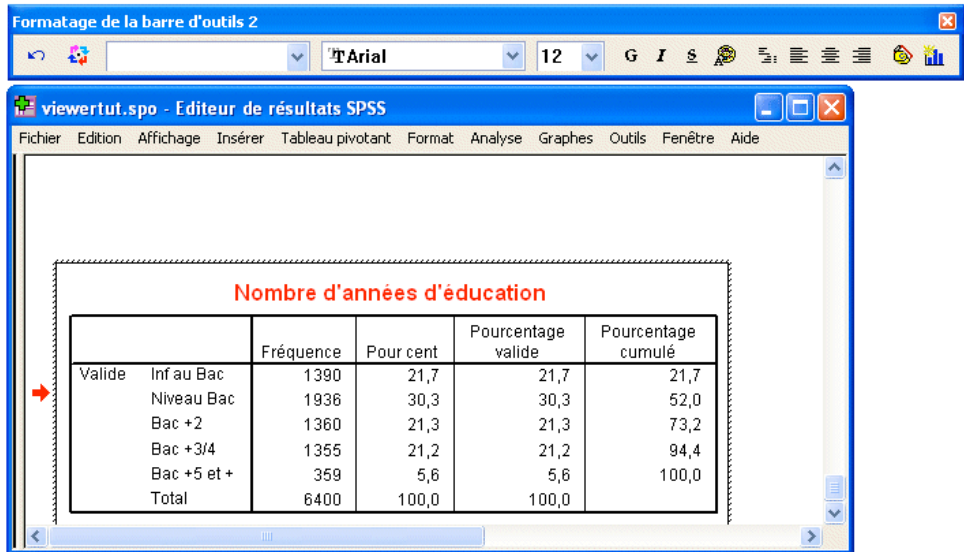 Formatage de la barre d'outils 2
Arial 12 G I S
viewertut.spo - Editeur de résultats SPSS
Fichier Edition Affichage Insérer Tableau pivotant Format Analyse Graphes Outils Fenêtre Aide
Nombre d'années d'éducation
Fréquence Pour cent Pourcentage valide Pourcentage cumulé
Valide Inf au Bac 1390 21,7 21,7 21,7
Niveau Bac 1936 30,3 30,3 52,0
Bac +2 1360 21,3 21,3 73,2
Bac +3/4 1355 21,2 21,2 94,4
Bac +5 et + 359 5,6 5,6 100,0
Total 6400 100,0 100,0